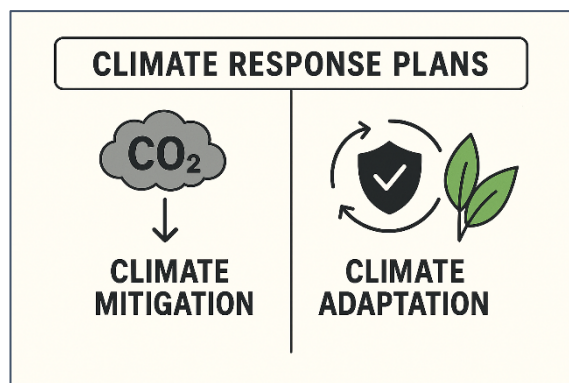 CLIMATE RESPONSE PLANS
CO₂
CLIMATE
MITIGATION
CLIMATE
ADAPTATION